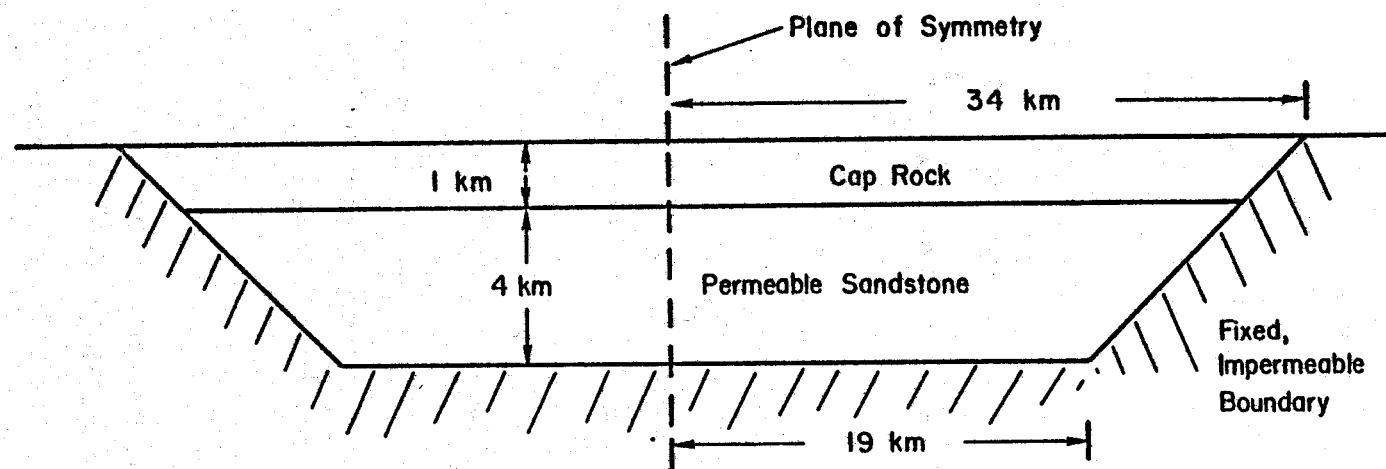 Plane of Symmetry
34 km
1 km
Cap Rock
4 km
Permeable Sandstone
Fixed,
Impermeable
Boundary
19 km